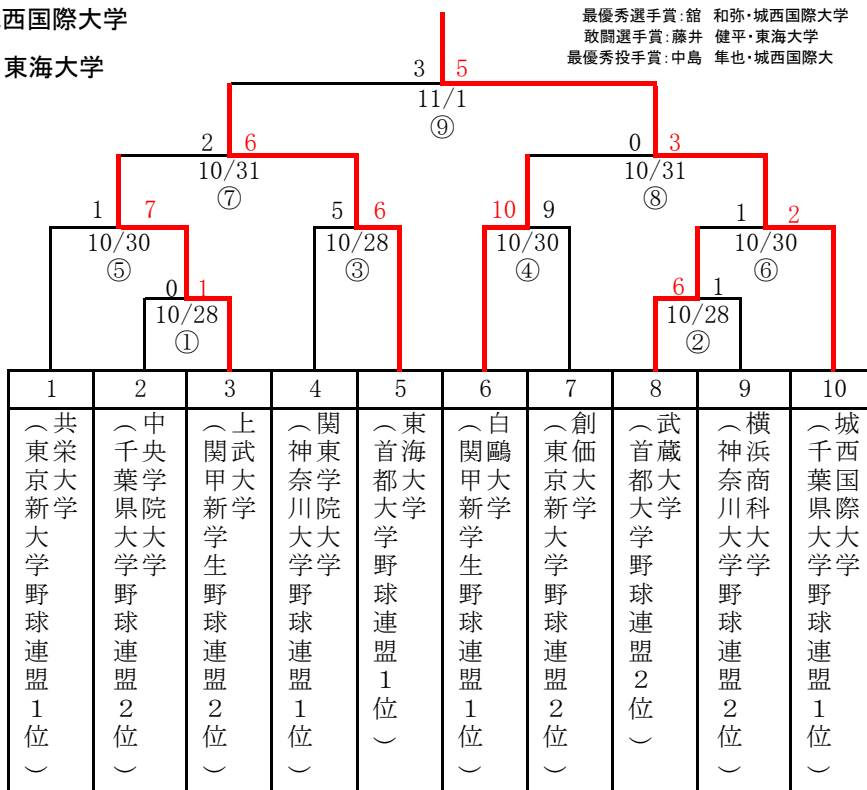 西国際大学
東海大学
最優秀選手賞:舘 和弥・城西国際大学
敢闘選手賞:藤井 健平・東海大学
最優秀投手賞:中島 隼也・城西国際大
3 5
11/1
⑨
2 6
10/31
⑦
0 3
10/31
⑧
1 7
10/30
⑤
5 6
10/28
③
10 9
10/30
④
1 2
10/30
⑥
0 1
10/28
①
6 1
10/28
②
1 2 3 4 5 6 7 8 9 10
共栄大学
(東京新大学野球連盟1位)
中央学院大学
(千葉県大学野球連盟2位)
上武大学
(関甲新学生野球連盟2位)
関東学院大学
(神奈川大学野球連盟1位)
東海大学
(首都大学野球連盟1位)
白鷗大学
(関甲新学生野球連盟1位)
創価大学
(東京新大学野球連盟2位)
武蔵大学
(首都大学野球連盟2位)
横浜商科大学
(神奈川大学野球連盟2位)
城西国際大学
(千葉県大学野球連盟1位)